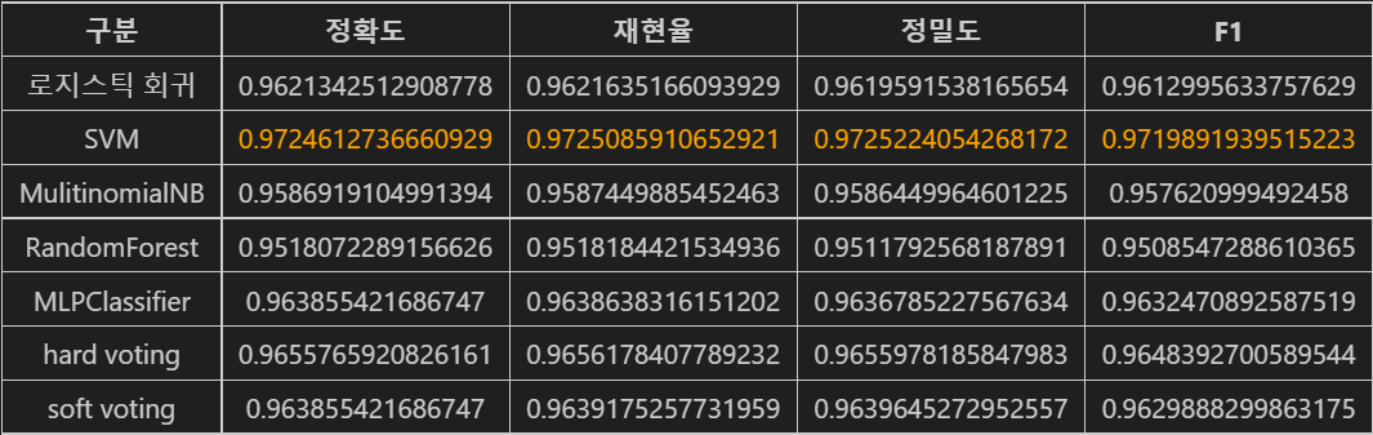 구분 정확도 재현율 정밀도 F1
로지스틱 회귀 0.9621342512908778 0.9621635166093929 0.9619591538165654 0.9612995633757629
SVM 0.9724612736660929 0.9725085910652921 0.9725224054268172 0.9719891939515223
MulitinomialNB 0.9586919104991394 0.9587449885452463 0.9586449964601225 0.957620999492458
RandomForest 0.9518072289156626 0.9518184421534936 0.9511792568187891 0.9508547288610365
MLPClassifier 0.963855421686747 0.9638638316151202 0.9636785227567634 0.9632470892587519
hard voting 0.9655765920826161 0.9656178407789232 0.9655978185847983 0.9648392700589544
soft voting 0.963855421686747 0.9639175257731959 0.9639645272952557 0.9629888299863175